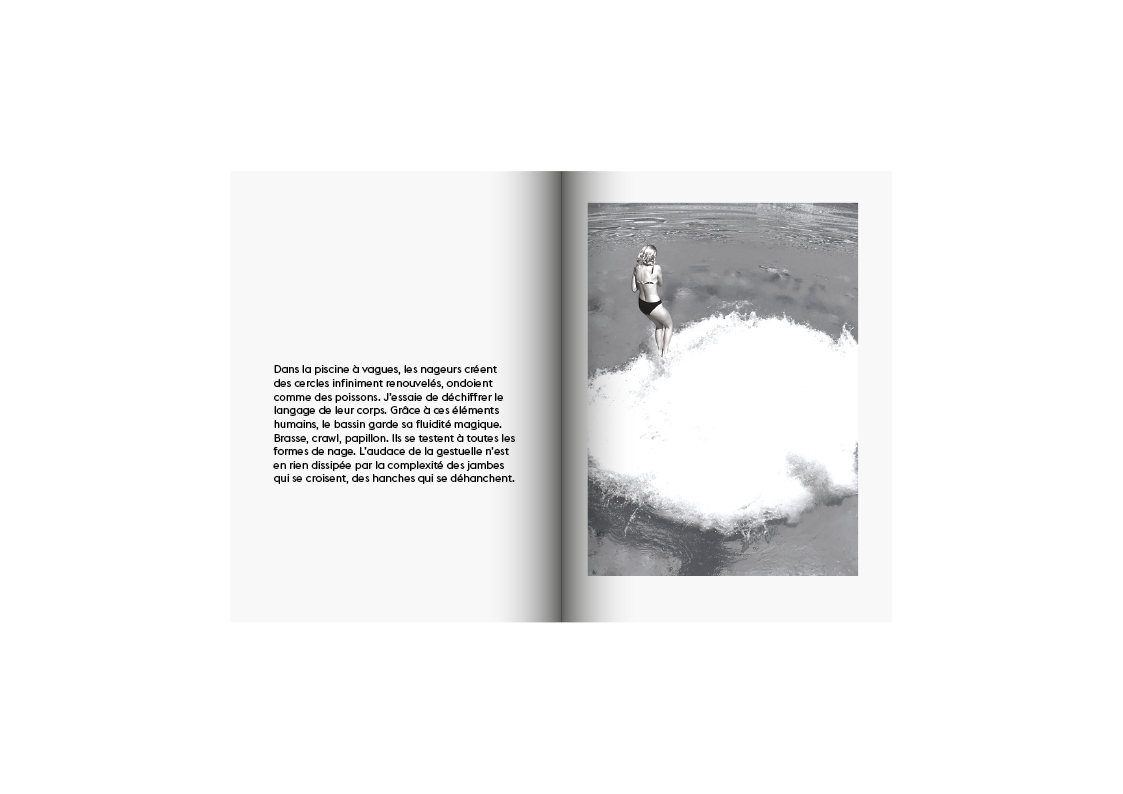 Dans la piscine à vagues, les nageurs créent
des cercles infiniment renouvelés, ondoient
comme des poissons. J'essaie de déchiffrer le
langage de leur corps. Grâce à ces éléments
humains, le bassin garde sa fluidité magique.
Brasse, crawl, papillon. Ils se testent à toutes les
formes de nage. L'audace de la gestuelle n'est
en rien dissipée par la complexité des jambes
qui se croisent, des hanches qui se déhanchent.